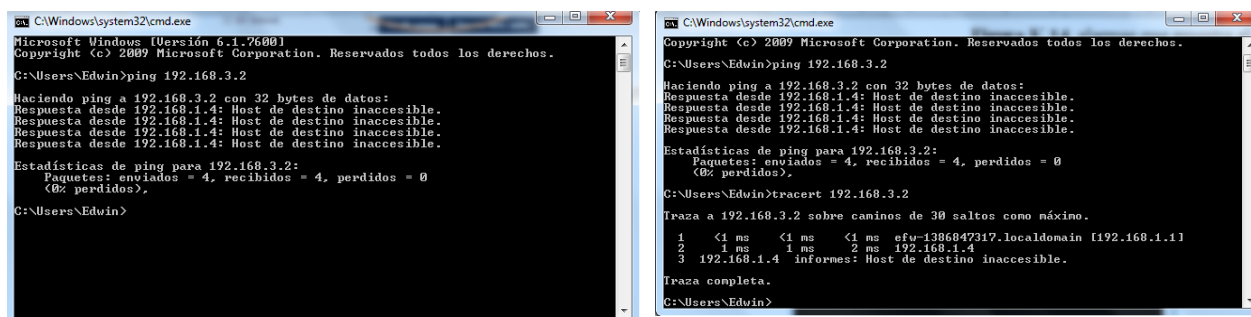 C:\Windows\system32\cmd.exe
Microsoft Windows [Versión 6.1.7600]
Copyright (c) 2009 Microsoft Corporation. Reservados todos los derechos.
C:\Users\Edwin>ping 192.168.3.2
Haciendo ping a 192.168.3.2 con 32 bytes de datos:
Respuesta desde 192.168.1.4: Host de destino inaccesible.
Respuesta desde 192.168.1.4: Host de destino inaccesible.
Respuesta desde 192.168.1.4: Host de destino inaccesible.
Respuesta desde 192.168.1.4: Host de destino inaccesible.
Estadísticas de ping para 192.168.3.2:
Paquetes: enviados = 4, recibidos = 4, perdidos = 0
(0% perdidos),
C:\Users\Edwin>
C:\Windows\system32\cmd.exe
Copyright (c) 2009 Microsoft Corporation. Reservados todos los derechos.
C:\Users\Edwin>ping 192.168.3.2
Haciendo ping a 192.168.3.2 con 32 bytes de datos:
Respuesta desde 192.168.1.4: Host de destino inaccesible.
Respuesta desde 192.168.1.4: Host de destino inaccesible.
Respuesta desde 192.168.1.4: Host de destino inaccesible.
Respuesta desde 192.168.1.4: Host de destino inaccesible.
Estadísticas de ping para 192.168.3.2:
Paquetes: enviados = 4, recibidos = 4, perdidos = 0
(0% perdidos),
C:\Users\Edwin>tracert 192.168.3.2
Traza a 192.168.3.2 sobre caminos de 30 saltos como máximo.
1 <1 ms <1 ms <1 ms efw-1386847317.localdomain [192.168.1.1]
2 1 ms 1 ms 2 ms 192.168.1.4
3 192.168.1.4 informes: Host de destino inaccesible.
Traza completa.
C:\Users\Edwin>